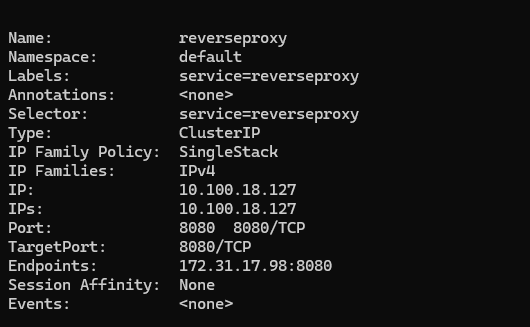 Name: reverseproxy
Namespace: default
Labels: service=reverseproxy
Annotations: <none>
Selector: service=reverseproxy
Type: ClusterIP
IP Family Policy: SingleStack
IP Families: IPv4
IP: 10.100.18.127
IPs: 10.100.18.127
Port: 8080 8080/TCP
TargetPort: 8080/TCP
Endpoints: 172.31.17.98:8080
Session Affinity: None
Events: <none>